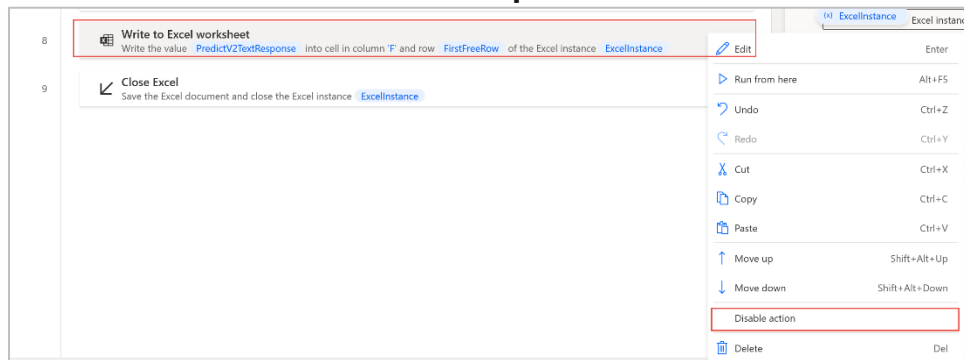 (x) ExcelInstance Excel instanc
8
Write to Excel worksheet
Write the value PredictV2TextResponse into cell in column 'F' and row FirstFreeRow of the Excel instance ExcelInstance
9
Close Excel
Save the Excel document and close the Excel instance ExcelInstance
Edit Enter
Run from here Alt+F5
Undo Ctrl+Z
Redo Ctrl+Y
Cut Ctrl+X
Copy Ctrl+C
Paste Ctrl+V
Move up Shift+Alt+Up
Move down Shift+Alt+Down
Disable action
Delete Del